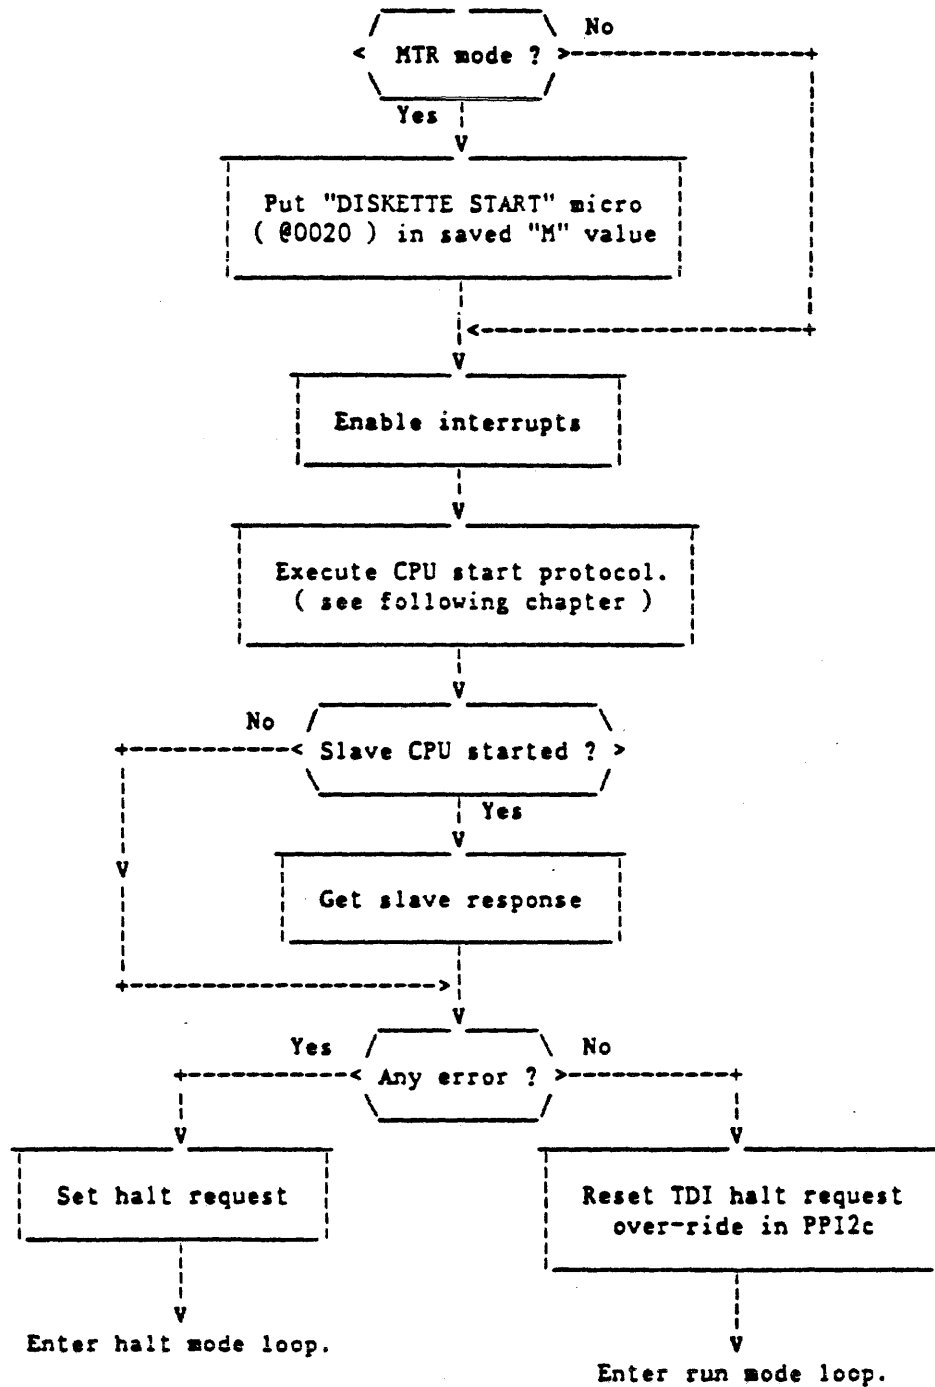 No
MTR mode ?
Yes
Put "DISKETTE START" micro
( @0020 ) in saved "M" value
Enable interrupts
Execute CPU start protocol.
( see following chapter )
No
Slave CPU started ?
Yes
Get slave response
Yes
No
Any error ?
Set halt request
Reset TDI halt request
over-ride in PPI2c
Enter halt mode loop.
Enter run mode loop.